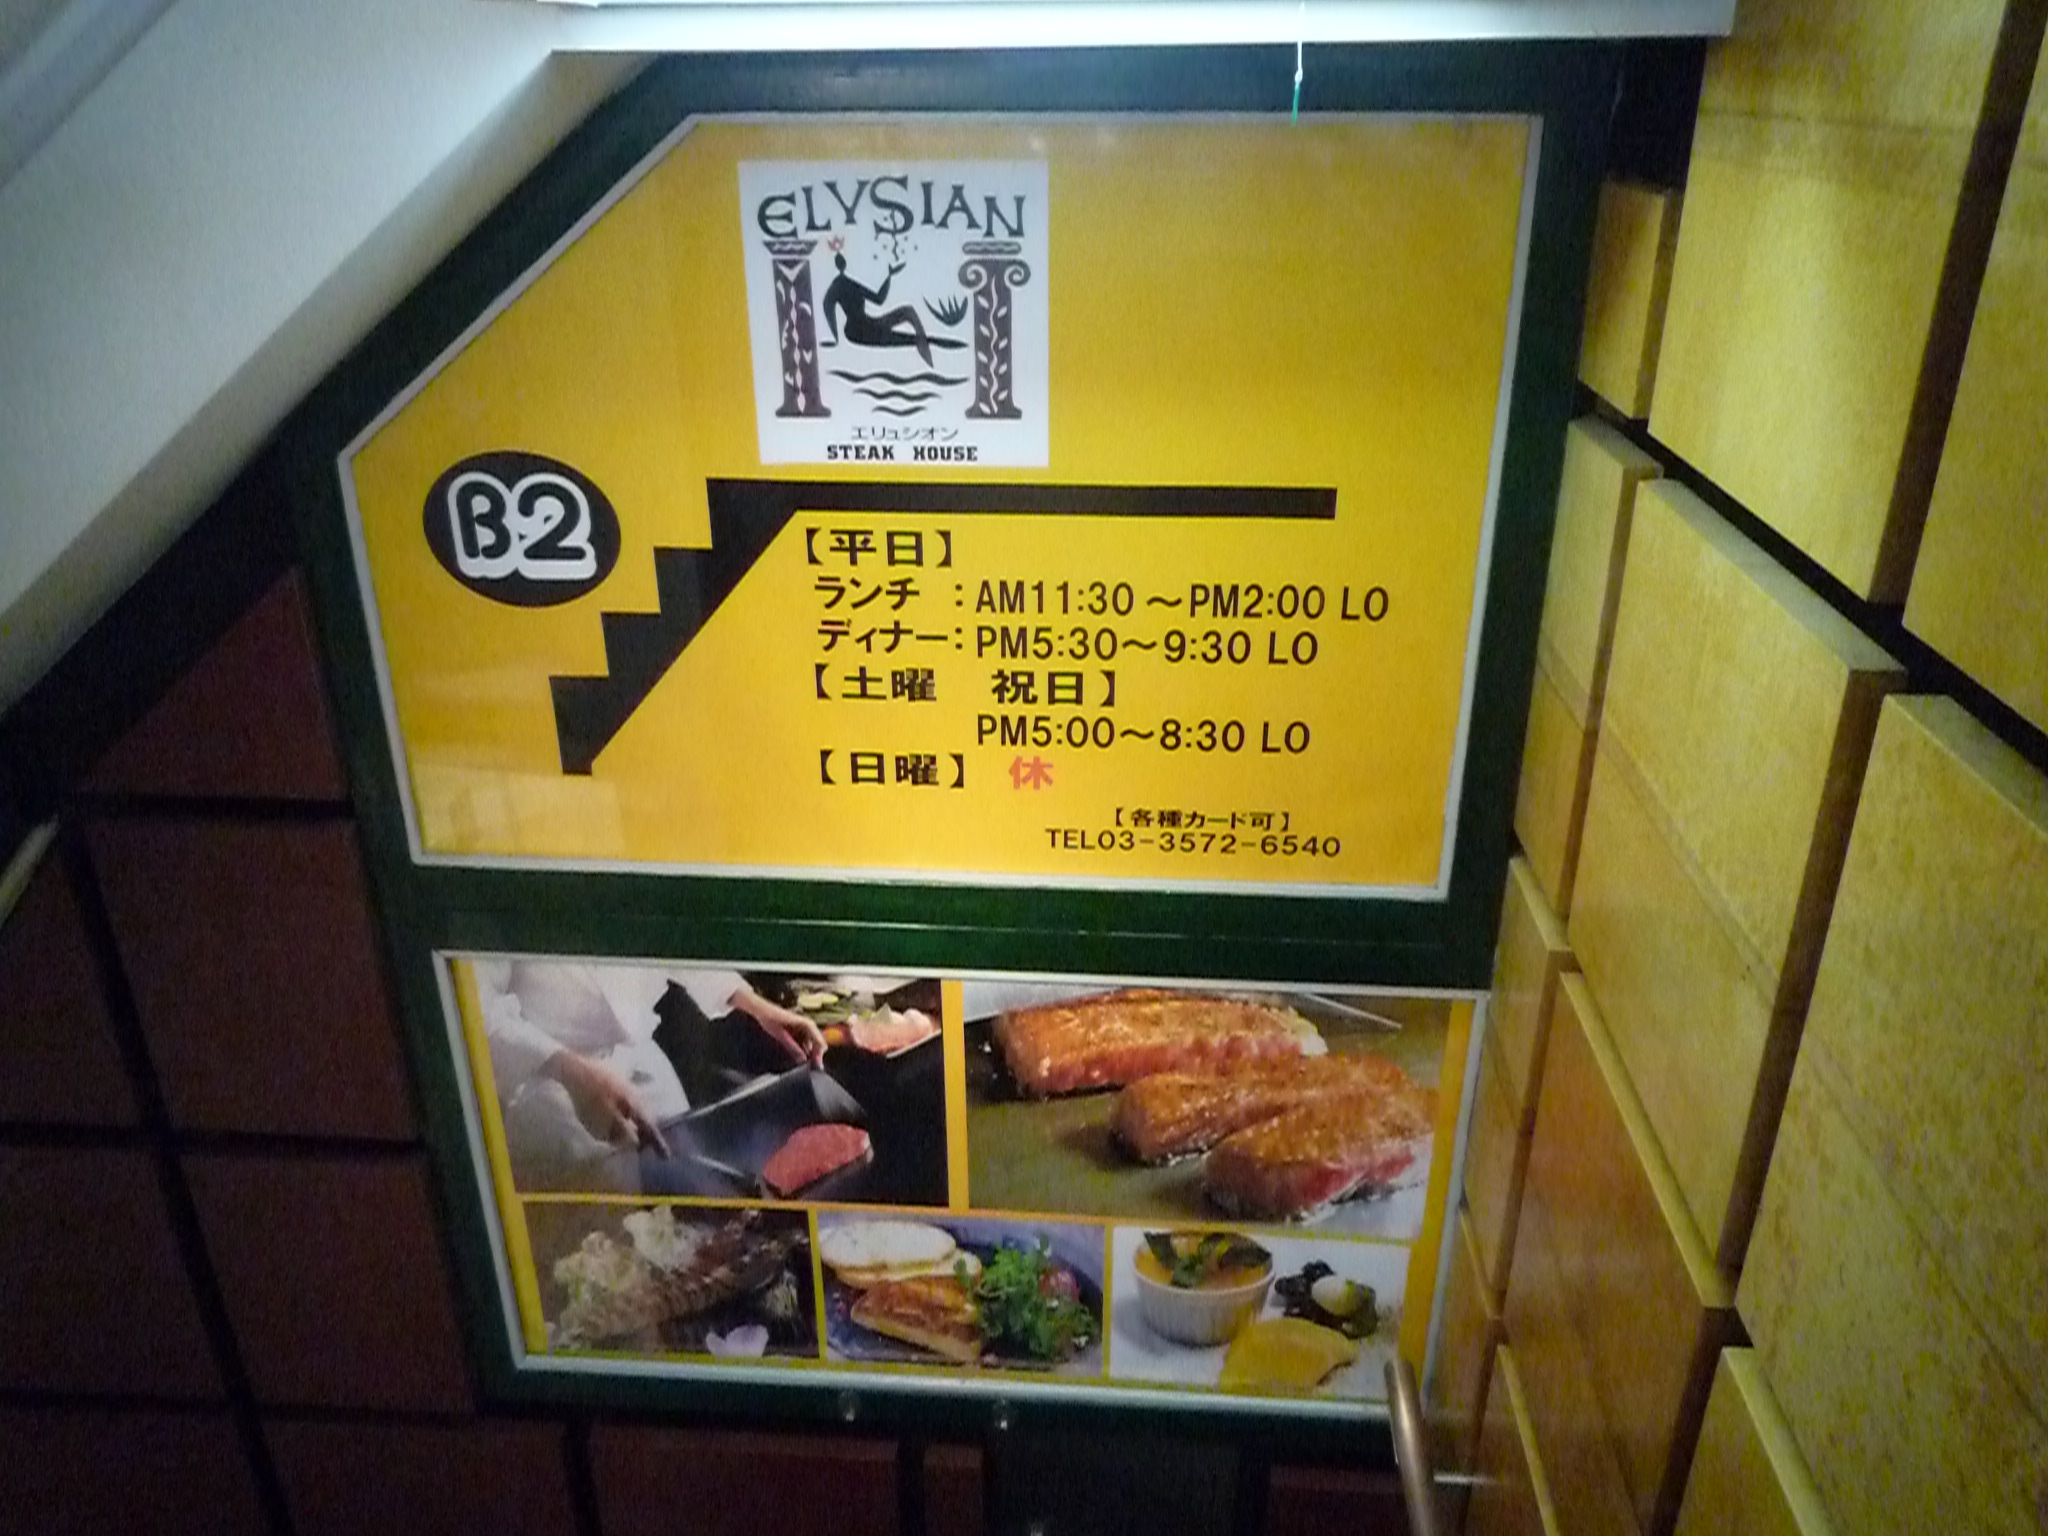 ELYSIAN
エリュシオン
STEAK HOUSE
B2
【平日】
ランチ ：AM11:30～PM2:00 LO
ディナー：PM5:30～9:30 LO
【土曜 祝日】
PM5:00～8:30 LO
【日曜】 休
【各種カード可】
TEL03-3572-6540